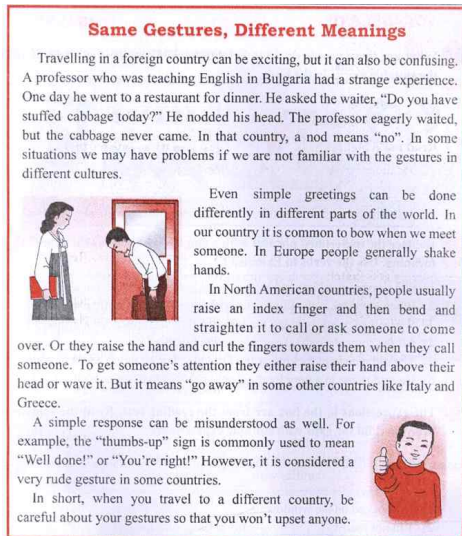 Same Gestures, Different Meanings
Travelling in a foreign country can be exciting, but it can also be confusing.
A professor who was teaching English in Bulgaria had a strange experience.
One day he went to a restaurant for dinner. He asked the waiter, “Do you have
stuffed cabbage today?” He nodded his head. The professor eagerly waited,
but the cabbage never came. In that country, a nod means “no”. In some
situations we may have problems if we are not familiar with the gestures in
different cultures.
Even simple greetings can be done
differently in different parts of the world. In
our country it is common to bow when we meet
someone. In Europe people generally shake
hands.
In North American countries, people usually
raise an index finger and then bend and
straighten it to call or ask someone to come
over. Or they raise the hand and curl the fingers towards them when they call
someone. To get someone’s attention they either raise their hand above their
head or wave it. But it means “go away” in some other countries like Italy and
Greece.
A simple response can be misunderstood as well. For
example, the “thumbs-up” sign is commonly used to mean
“Well done!” or “You’re right!” However, it is considered a
very rude gesture in some countries.
In short, when you travel to a different country, be
careful about your gestures so that you won’t upset anyone.